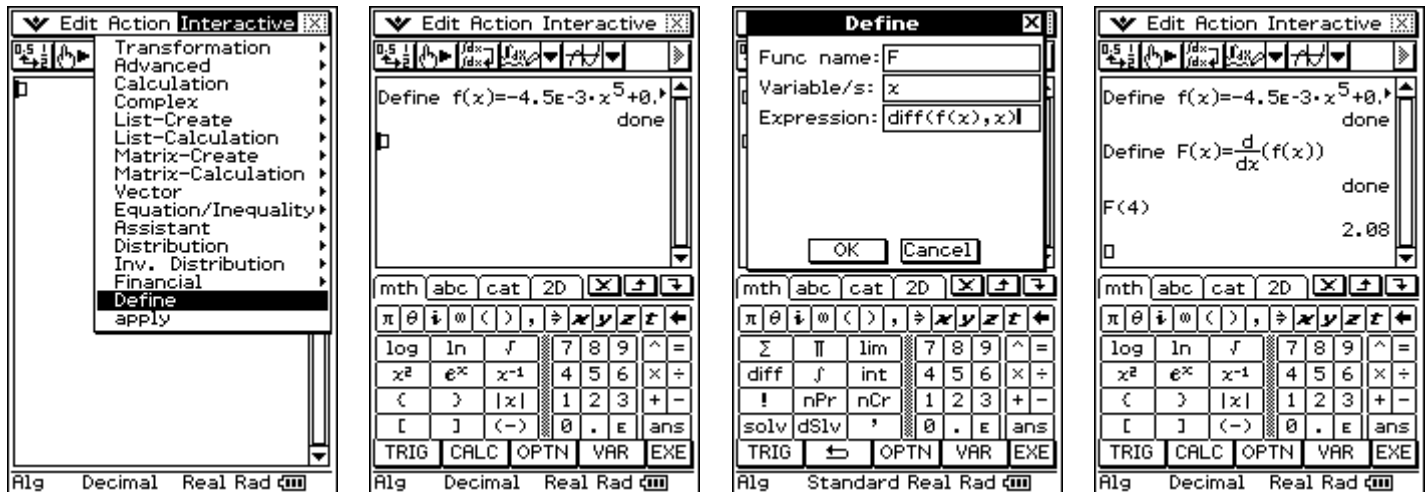 Edit Action Interactive
Transformation
Advanced
Calculation
Complex
List-Create
List-Calculation
Matrix-Create
Matrix-Calculation
Vector
Equation/Inequality
Assistant
Distribution
Inv. Distribution
Financial
Define
apply
Alg Decimal Real Rad
Edit Action Interactive
Define f(x)=-4.5E-3·x^5+0.
done
mth abc cat 2D
π θ i ∞ ( ) , ⇒ x y z t
log ln √ 7 8 9 ^ =
x² e^x x⁻¹ 4 5 6 × ÷
( ) |x| 1 2 3 + −
[ ] (−) 0 . E ans
TRIG CALC OPTN VAR EXE
Alg Decimal Real Rad
Define
Func name: F
Variable/s: x
Expression: diff(f(x),x)
OK Cancel
mth abc cat 2D
π θ i ∞ ( ) , ⇒ x y z t
Σ Π lim 7 8 9 ^ =
diff ∫ int 4 5 6 × ÷
! nPr nCr 1 2 3 + −
solv dSlv ' 0 . E ans
TRIG OPTN VAR EXE
Alg Standard Real Rad
Edit Action Interactive
Define f(x)=-4.5E-3·x^5+0.
done
Define F(x)=d/dx(f(x))
done
F(4)
2.08
mth abc cat 2D
π θ i ∞ ( ) , ⇒ x y z t
log ln √ 7 8 9 ^ =
x² e^x x⁻¹ 4 5 6 × ÷
( ) |x| 1 2 3 + −
[ ] (−) 0 . E ans
TRIG CALC OPTN VAR EXE
Alg Decimal Real Rad